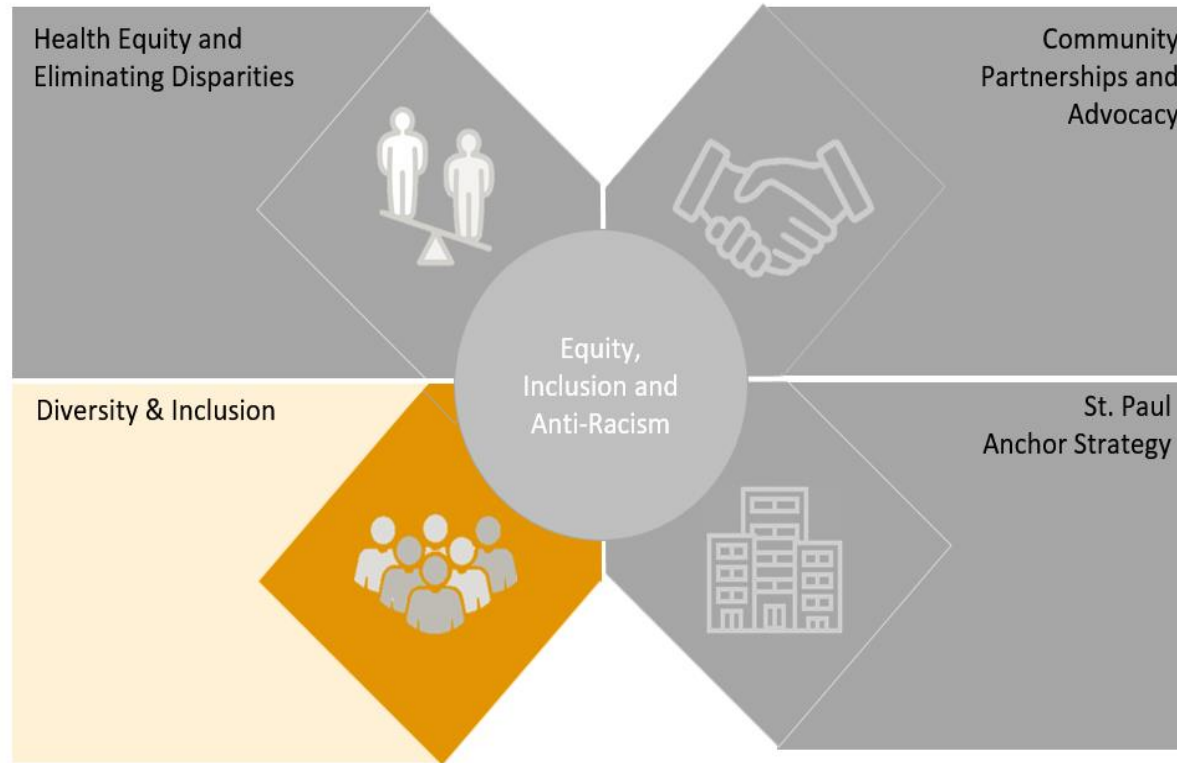 Health Equity and
Eliminating Disparities
Community
Partnerships and
Advocacy
Equity,
Inclusion and
Anti-Racism
Diversity & Inclusion
St. Paul
Anchor Strategy